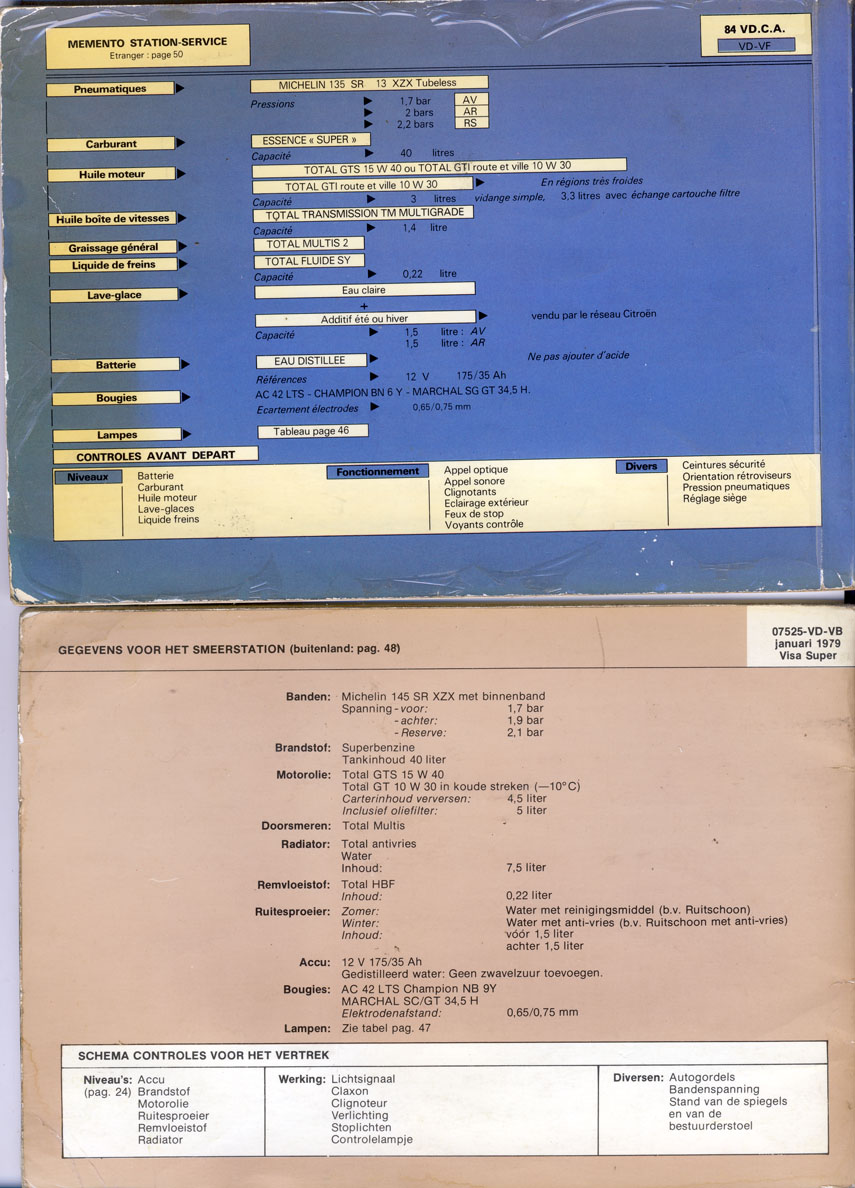 MEMENTO STATION-SERVICE
Etranger : page 50
84 VD.C.A.
VD-VF
Pneumatiques MICHELIN 135 SR 13 XZX Tubeless
Pressions 1,7 bar AV
2 bars AR
2,2 bars RS
Carburant ESSENCE « SUPER »
Capacité 40 litres
Huile moteur TOTAL GTS 15 W 40 ou TOTAL GTI route et ville 10 W 30
TOTAL GTI route et ville 10 W 30 En régions très froides
Capacité 3 litres vidange simple, 3,3 litres avec échange cartouche filtre
Huile boîte de vitesses TOTAL TRANSMISSION TM MULTIGRADE
Capacité 1,4 litre
Graissage général TOTAL MULTIS 2
Liquide de freins TOTAL FLUIDE SY
Capacité 0,22 litre
Lave-glace Eau claire
+
Additif été ou hiver vendu par le réseau Citroën
Capacité 1,5 litre : AV
1,5 litre : AR
Batterie EAU DISTILLEE Ne pas ajouter d'acide
Références 12 V 175/35 Ah
Bougies AC 42 LTS - CHAMPION BN 6 Y - MARCHAL SG GT 34,5 H.
Ecartement électrodes 0,65/0,75 mm
Lampes Tableau page 46
CONTROLES AVANT DEPART
Niveaux
Batterie
Carburant
Huile moteur
Lave-glaces
Liquide freins
Fonctionnement
Appel optique
Appel sonore
Clignotants
Eclairage extérieur
Feux de stop
Voyants contrôle
Divers
Ceintures sécurité
Orientation rétroviseurs
Pression pneumatiques
Réglage siège
GEGEVENS VOOR HET SMEERSTATION (buitenland: pag. 48)
07525-VD-VB
januari 1979
Visa Super
Banden: Michelin 145 SR XZX met binnenband
Spanning - voor: 1,7 bar
- achter: 1,9 bar
- Reserve: 2,1 bar
Brandstof: Superbenzine
Tankinhoud 40 liter
Motorolie: Total GTS 15 W 40
Total GT 10 W 30 in koude streken (—10°C)
Carterinhoud verversen: 4,5 liter
Inclusief oliefilter: 5 liter
Doorsmeren: Total Multis
Radiator: Total antivries
Water
Inhoud: 7,5 liter
Remvloeistof: Total HBF
Inhoud: 0,22 liter
Ruitesproeier: Zomer: Water met reinigingsmiddel (b.v. Ruitschoon)
Winter: Water met anti-vries (b.v. Ruitschoon met anti-vries)
Inhoud: vóór 1,5 liter
achter 1,5 liter
Accu: 12 V 175/35 Ah
Gedistilleerd water: Geen zwavelzuur toevoegen.
Bougies: AC 42 LTS Champion NB 9Y
MARCHAL SC/GT 34,5 H
Elektrodenafstand: 0,65/0,75 mm
Lampen: Zie tabel pag. 47
SCHEMA CONTROLES VOOR HET VERTREK
Niveau's: Accu
(pag. 24) Brandstof
Motorolie
Ruitesproeier
Remvloeistof
Radiator
Werking: Lichtsignaal
Claxon
Clignoteur
Verlichting
Stoplichten
Controlelampje
Diversen: Autogordels
Bandenspanning
Stand van de spiegels
en van de
bestuurderstoel